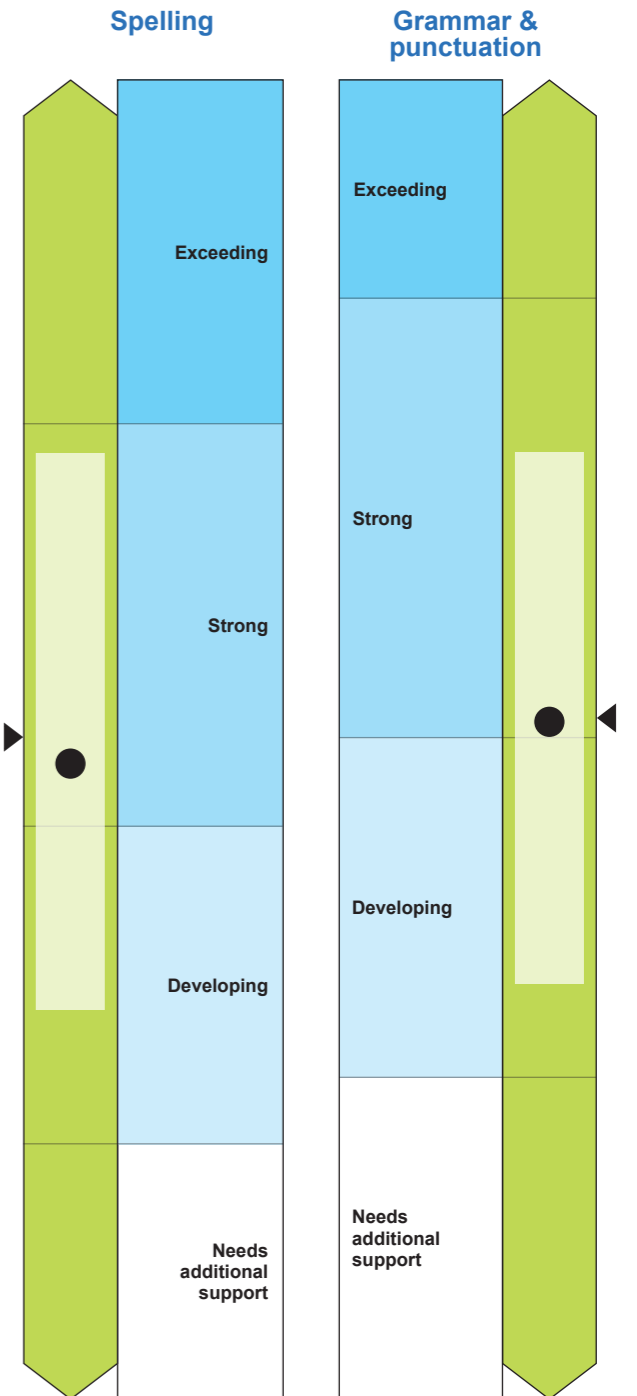 Spelling
Exceeding
Strong
Developing
Needs
additional
support
Grammar &
punctuation
Exceeding
Strong
Developing
Needs
additional
support